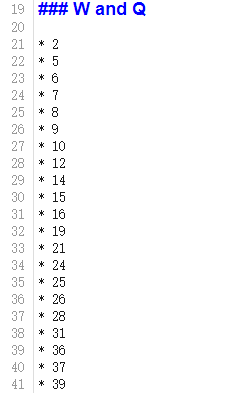 19 ### W and Q
20
21 * 2
22 * 5
23 * 6
24 * 7
25 * 8
26 * 9
27 * 10
28 * 12
29 * 14
30 * 15
31 * 16
32 * 19
33 * 21
34 * 24
35 * 25
36 * 26
37 * 28
38 * 31
39 * 36
40 * 37
41 * 39